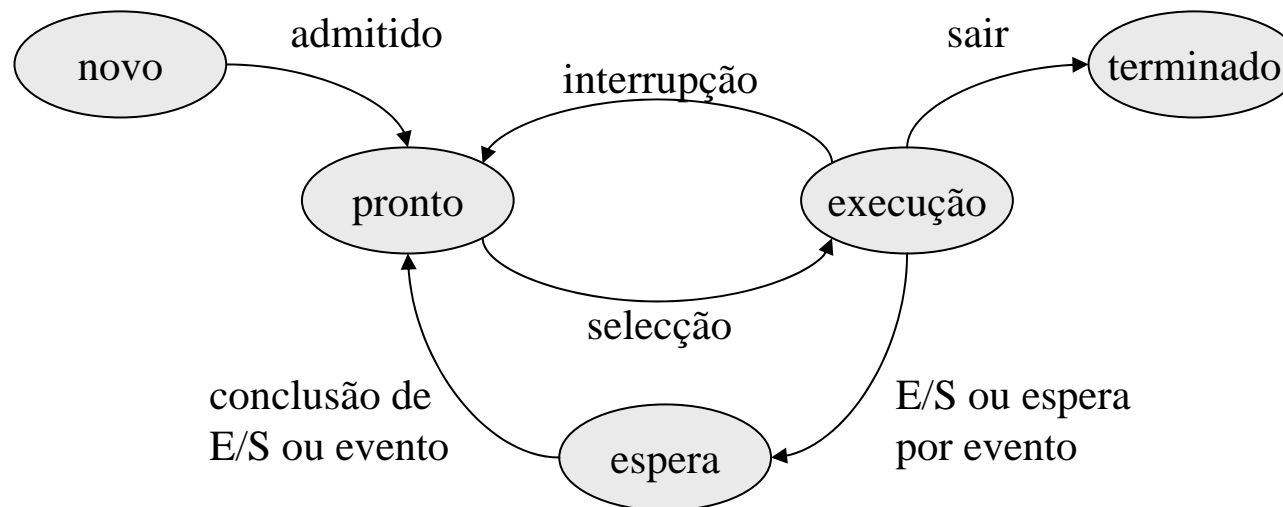 admitido
sair
novo
terminado
interrupção
pronto
execução
selecção
conclusão de
E/S ou evento
E/S ou espera
por evento
espera